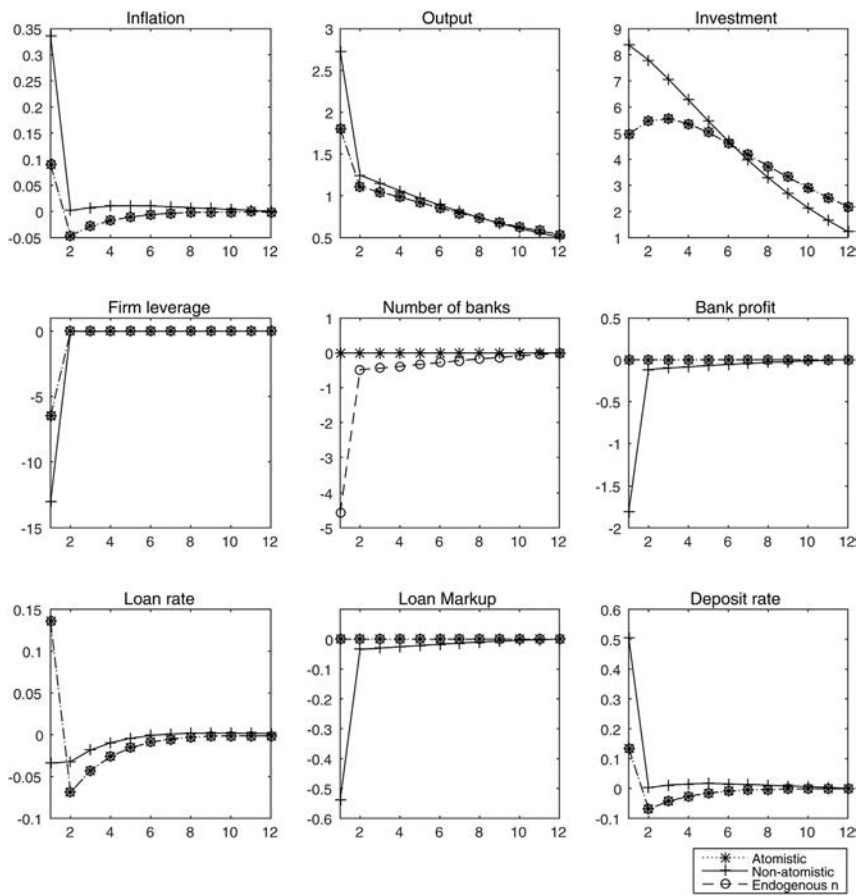 Inflation
0.35
0.3
0.25
0.2
0.15
0.1
0.05
0
-0.05
2 4 6 8 10 12
Output
3
2.5
2
1.5
1
0.5
2 4 6 8 10 12
Investment
9
8
7
6
5
4
3
2
1
2 4 6 8 10 12
Firm leverage
0
-5
-10
-15
2 4 6 8 10 12
Number of banks
1
0
-1
-2
-3
-4
-5
2 4 6 8 10 12
Bank profit
0.5
0
-0.5
-1
-1.5
-2
2 4 6 8 10 12
Loan rate
0.15
0.1
0.05
0
-0.05
-0.1
2 4 6 8 10 12
Loan Markup
0
-0.1
-0.2
-0.3
-0.4
-0.5
-0.6
2 4 6 8 10 12
Deposit rate
0.6
0.5
0.4
0.3
0.2
0.1
0
-0.1
2 4 6 8 10 12
Atomistic
Non-atomistic
Endogenous n